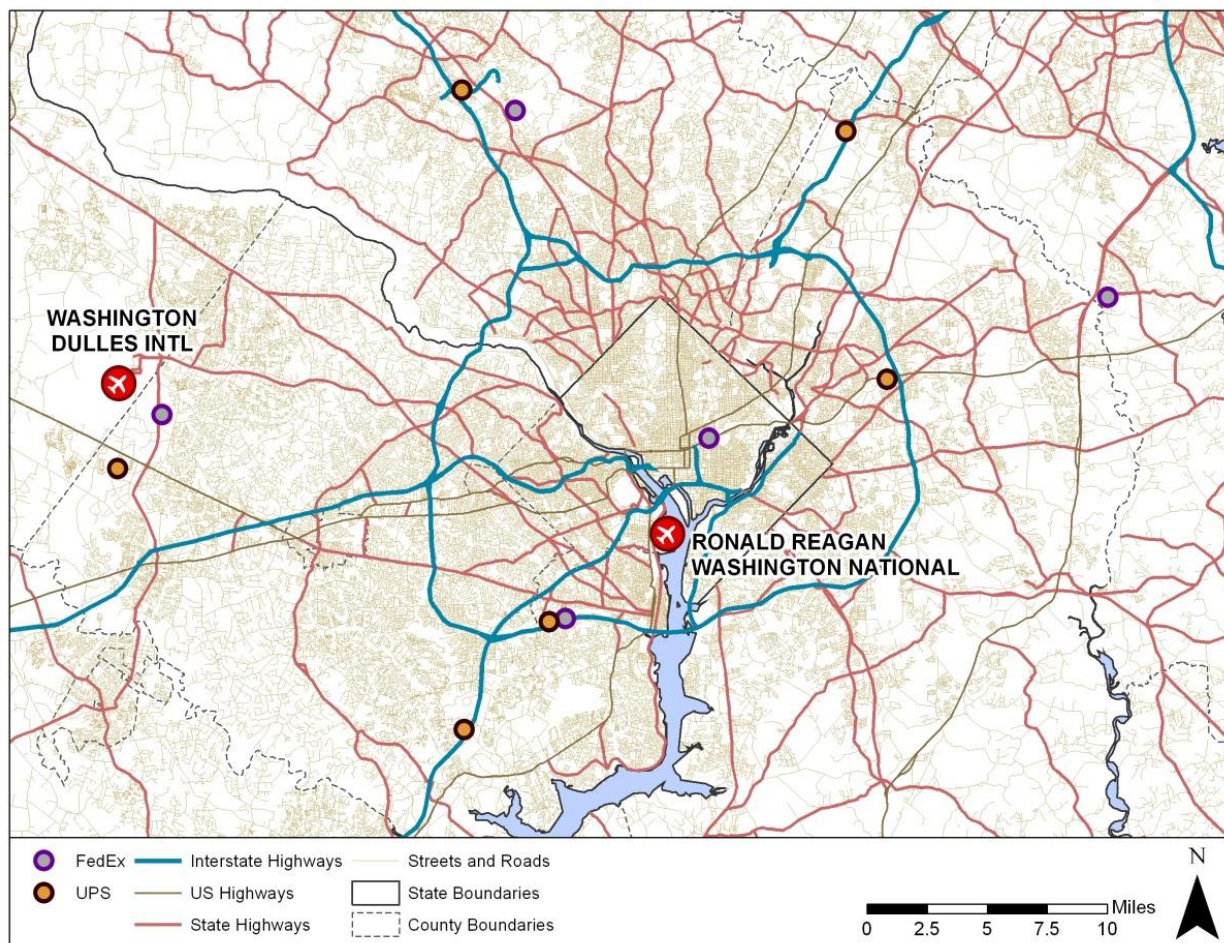 WASHINGTON
DULLES INTL
RONALD REAGAN
WASHINGTON NATIONAL
FedEx
Interstate Highways
Streets and Roads
UPS
US Highways
State Boundaries
State Highways
County Boundaries
N
Miles
0 2.5 5 7.5 10